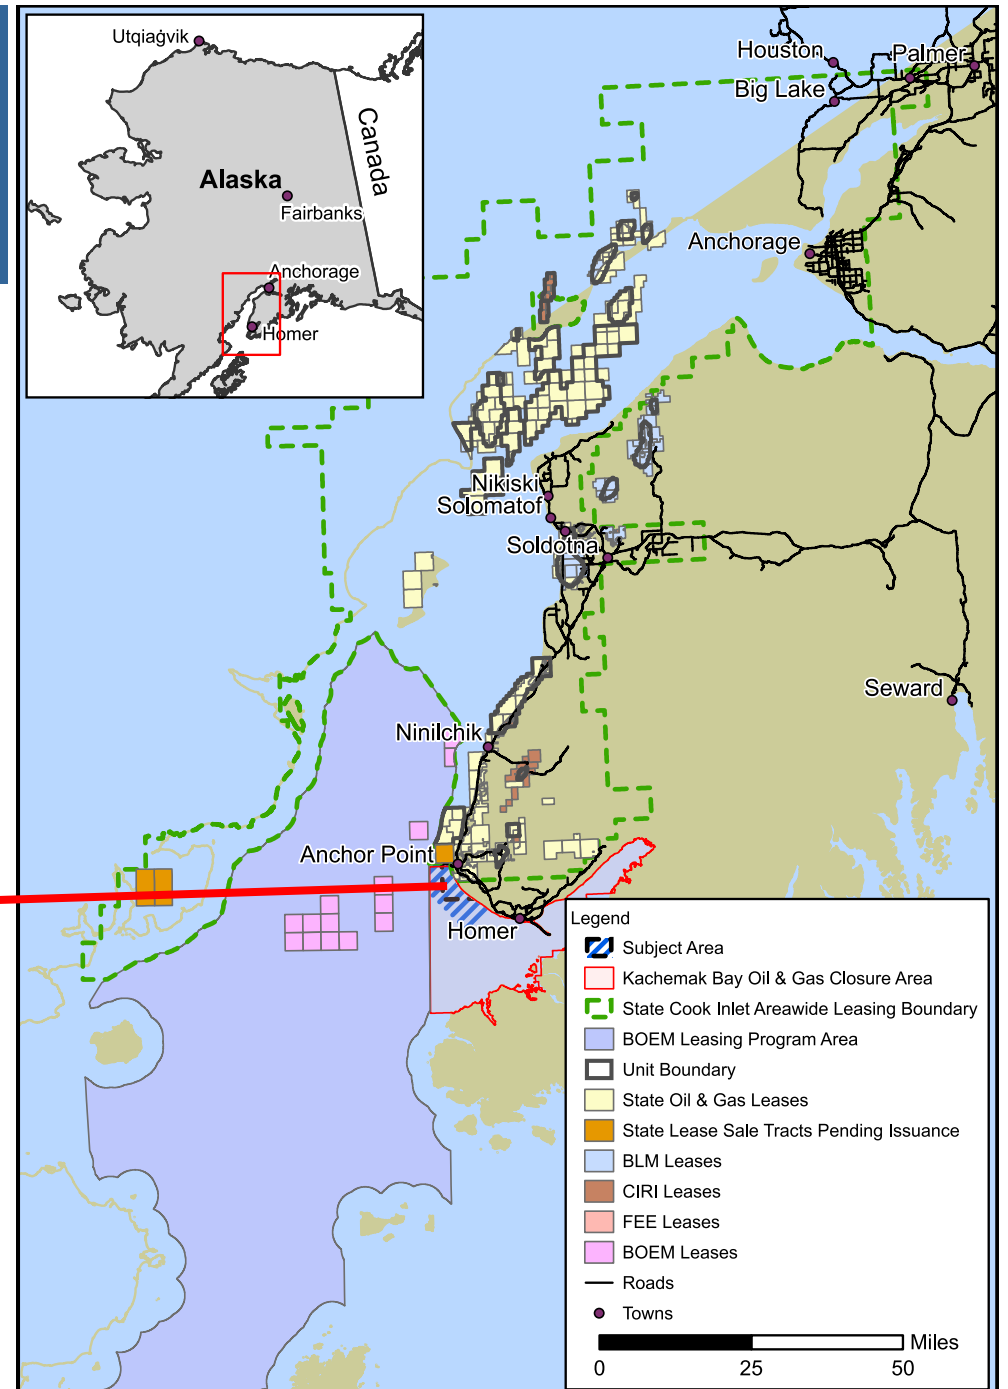 Utqiaġvik
Canada
Alaska
Fairbanks
Anchorage
Homer
Houston
Palmer
Big Lake
Anchorage
Nikiski
Solomatof
Soldotna
Seward
Ninilchik
Anchor Point
Homer
Legend
Subject Area
Kachemak Bay Oil & Gas Closure Area
State Cook Inlet Areawide Leasing Boundary
BOEM Leasing Program Area
Unit Boundary
State Oil & Gas Leases
State Lease Sale Tracts Pending Issuance
BLM Leases
CIRI Leases
FEE Leases
BOEM Leases
Roads
Towns
Miles
0 25 50